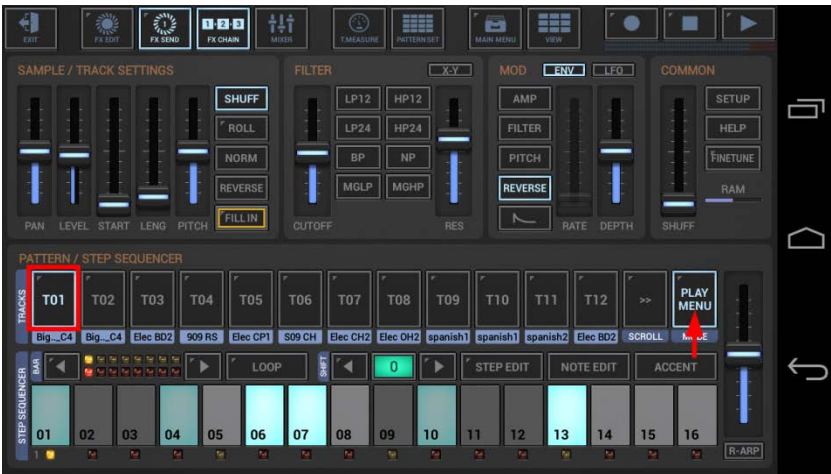 EXIT FX EDIT FX SEND 1 2 3 FX CHAIN MIXER T.MEASURE PATTERN SET MAIN MENU VIEW
SAMPLE / TRACK SETTINGS FILTER X-Y MOD ENV LFO COMMON
SHUFF LP12 HP12 AMP SETUP
ROLL LP24 HP24 FILTER HELP
NORM BP NP PITCH FINETUNE
REVERSE MGLP MGHP REVERSE RAM
FILL IN
PAN LEVEL START LENG PITCH CUTOFF RES RATE DEPTH SHUFF
PATTERN / STEP SEQUENCER
TRACKS T01 T02 T03 T04 T05 T06 T07 T08 T09 T10 T11 T12 >> PLAY
MENU
Big.._C4 Big.._C4 Elec BD2 909 RS Elec CP1 S09 CH Elec CH2 Elec OH2 spanish1 spanish1 spanish2 Elec BD2 SCROLL
BAR LOOP SHIFT 0 STEP EDIT NOTE EDIT ACCENT
STEP SEQUENCER 01 02 03 04 05 06 07 08 09 10 11 12 13 14 15 16
1 R-ARP